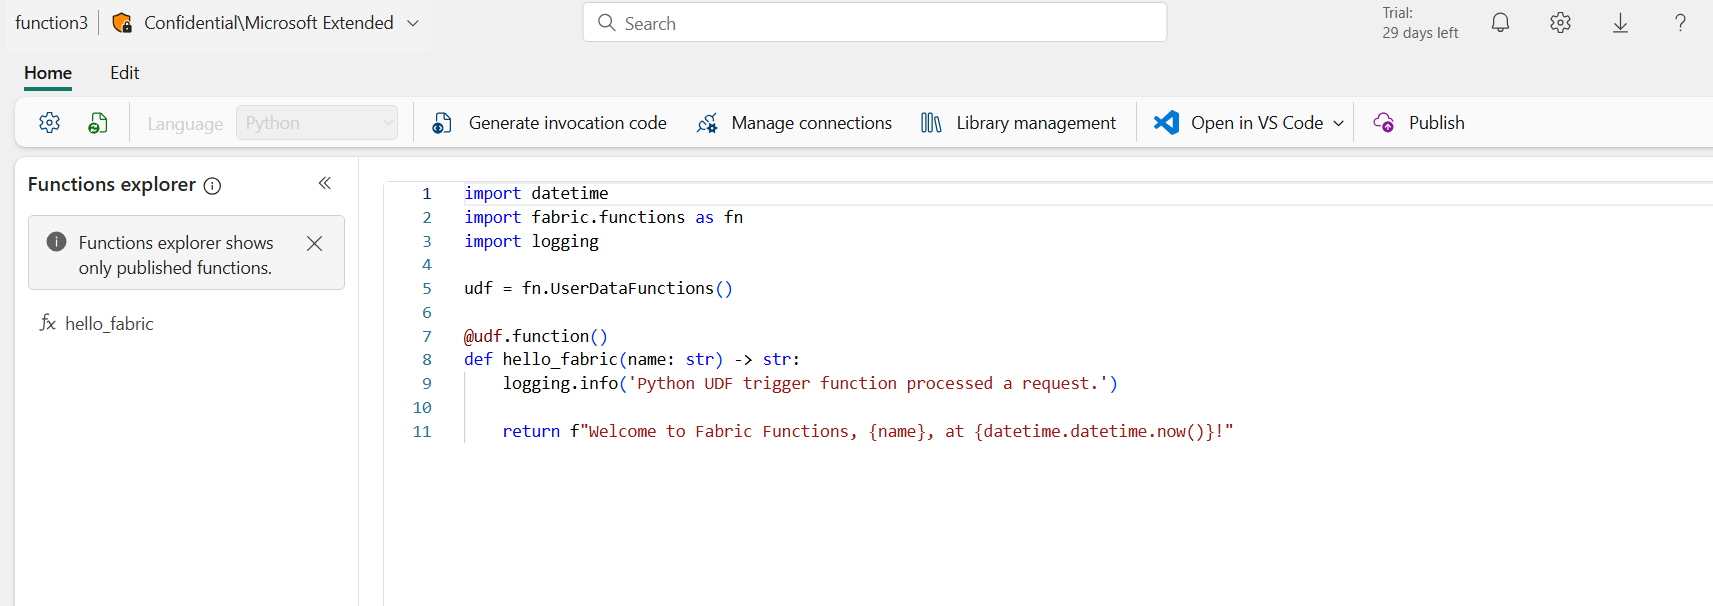 function3
Confidential\Microsoft Extended
Search
Trial:
29 days left
?
Home
Edit
Language
Python
Generate invocation code
Manage connections
Library management
Open in VS Code
Publish
Functions explorer
Functions explorer shows
only published functions.
fx hello_fabric
1 import datetime
2 import fabric.functions as fn
3 import logging
4
5 udf = fn.UserDataFunctions()
6
7 @udf.function()
8 def hello_fabric(name: str) -> str:
9     logging.info('Python UDF trigger function processed a request.')
10
11     return f"Welcome to Fabric Functions, {name}, at {datetime.datetime.now()}!"